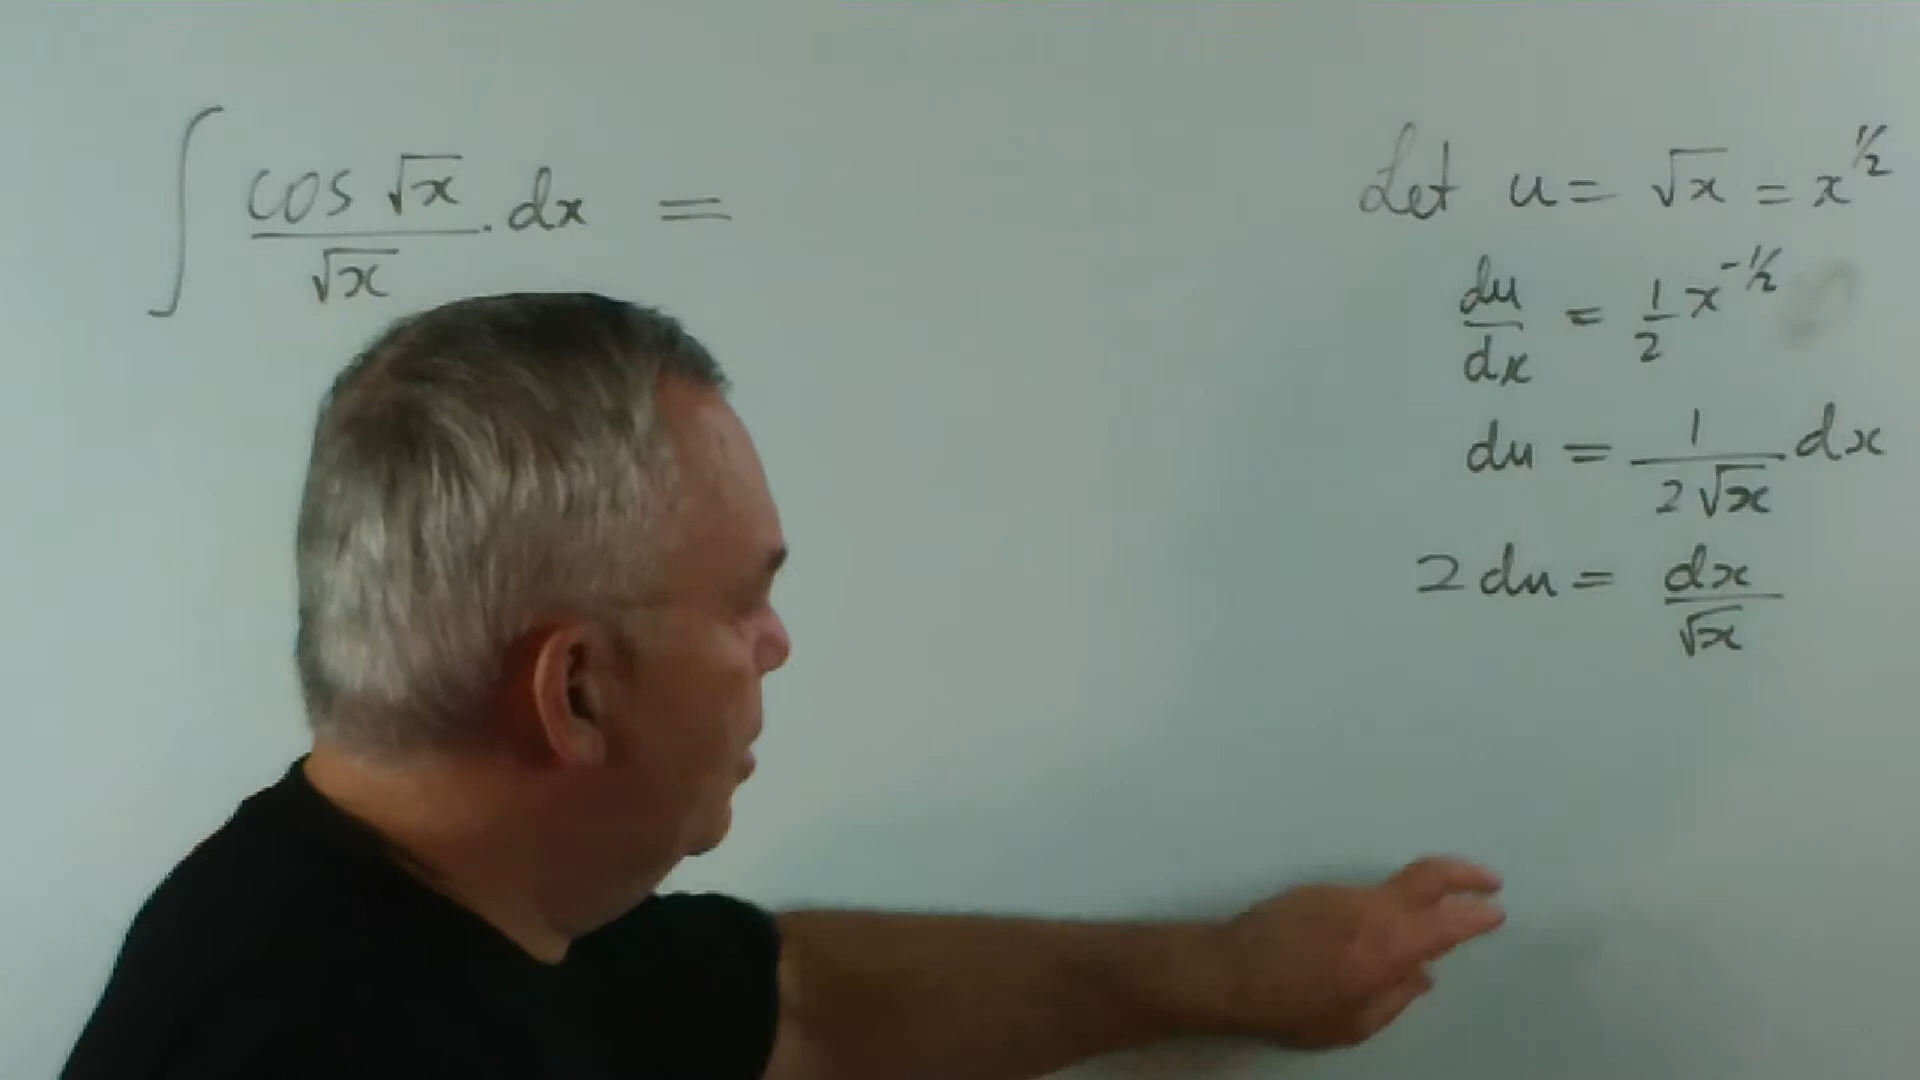 ∫ cos √x / √x . dx =
Let u = √x = x^1/2
du/dx = 1/2 x^-1/2
du = 1/(2√x) dx
2 du = dx/√x